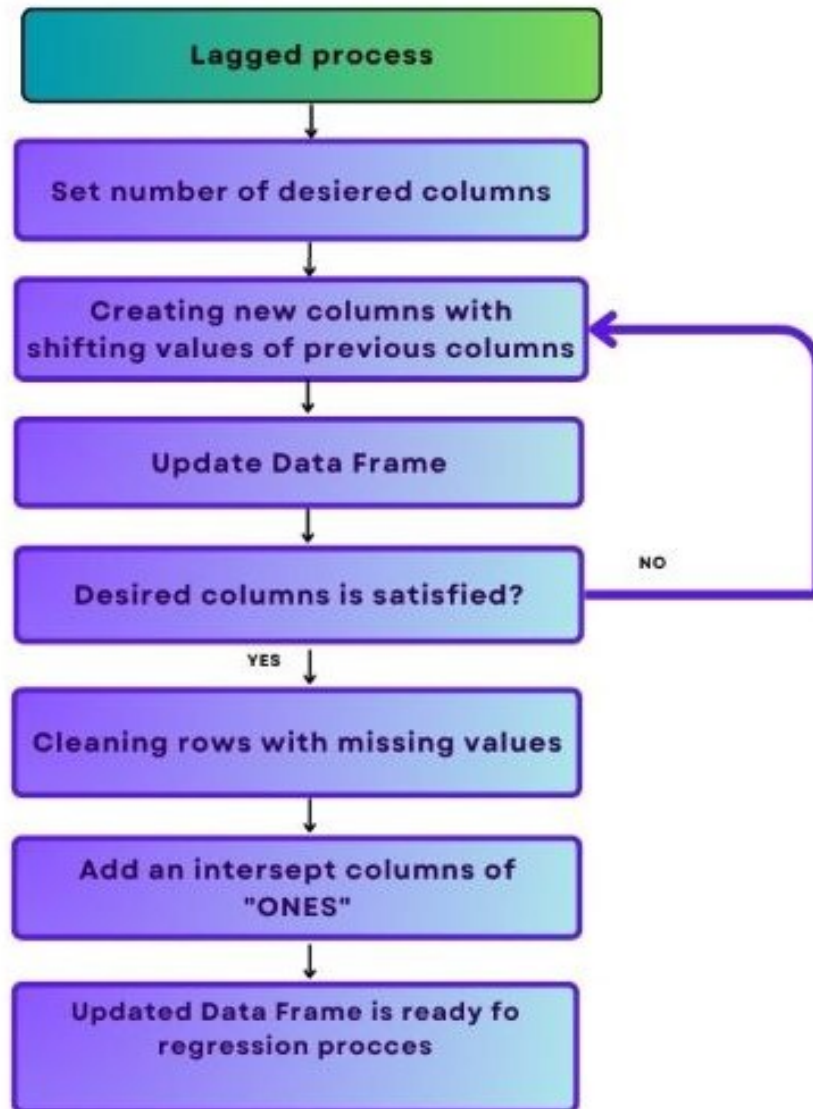 Lagged process
Set number of desiered columns
Creating new columns with
shifting values of previous columns
Update Data Frame
Desired columns is satisfied?
NO
YES
Cleaning rows with missing values
Add an intersept columns of
"ONES"
Updated Data Frame is ready fo
regression procces